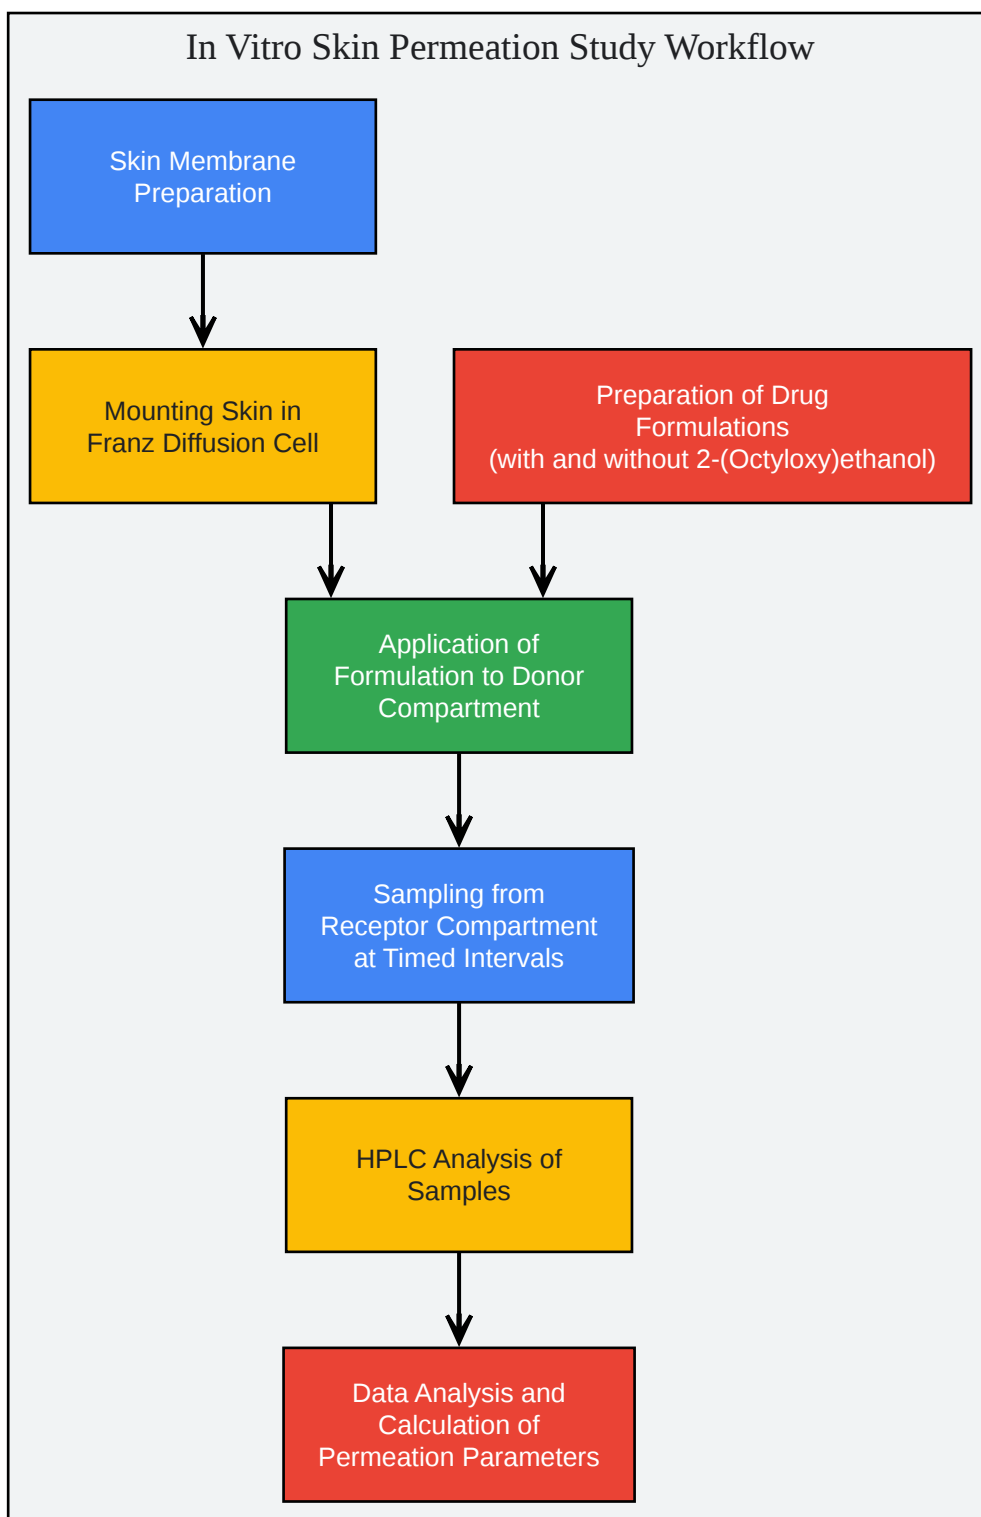 In Vitro Skin Permeation Study Workflow
Skin Membrane
Preparation
Mounting Skin in
Franz Diffusion Cell
Preparation of Drug
Formulations
(with and without 2-(Octyloxy)ethanol)
Application of
Formulation to Donor
Compartment
Sampling from
Receptor Compartment
at Timed Intervals
HPLC Analysis of
Samples
Data Analysis and
Calculation of
Permeation Parameters